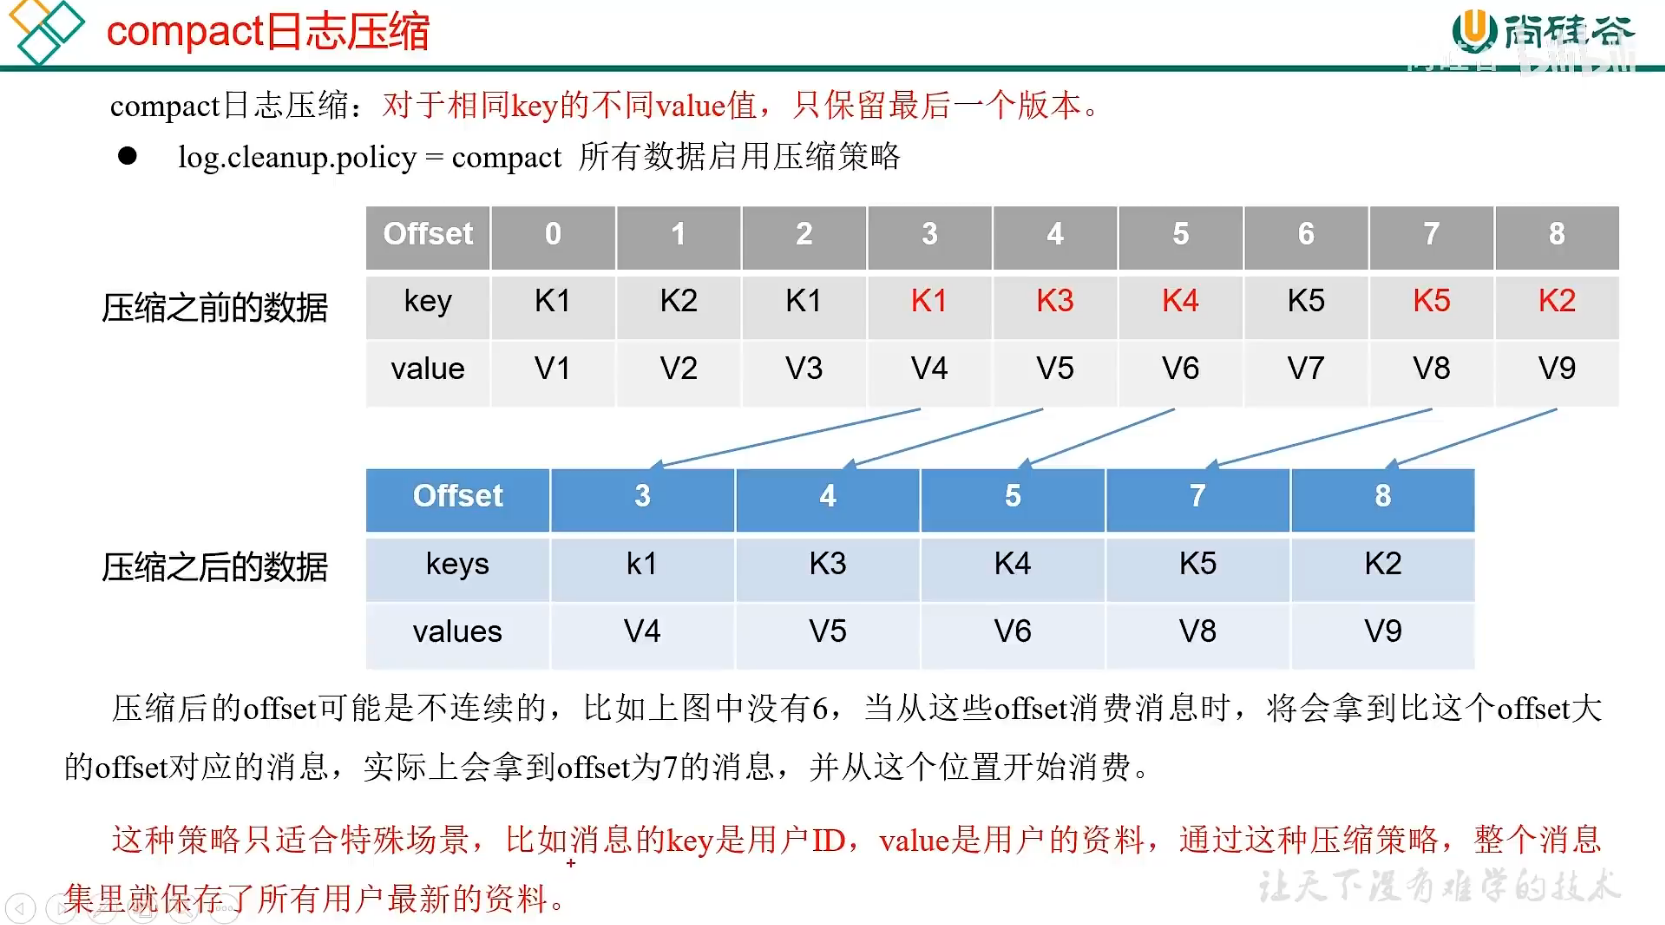 compact日志压缩
尚硅谷
compact日志压缩：对于相同key的不同value值，只保留最后一个版本。
● log.cleanup.policy = compact 所有数据启用压缩策略
Offset 0 1 2 3 4 5 6 7 8
压缩之前的数据
key K1 K2 K1 K1 K3 K4 K5 K5 K2
value V1 V2 V3 V4 V5 V6 V7 V8 V9
Offset 3 4 5 7 8
压缩之后的数据
keys k1 K3 K4 K5 K2
values V4 V5 V6 V8 V9
压缩后的offset可能是不连续的，比如上图中没有6，当从这些offset消费消息时，将会拿到比这个offset大
的offset对应的消息，实际上会拿到offset为7的消息，并从这个位置开始消费。
这种策略只适合特殊场景，比如消息的key是用户ID，value是用户的资料，通过这种压缩策略，整个消息
集里就保存了所有用户最新的资料。
让天下没有难学的技术